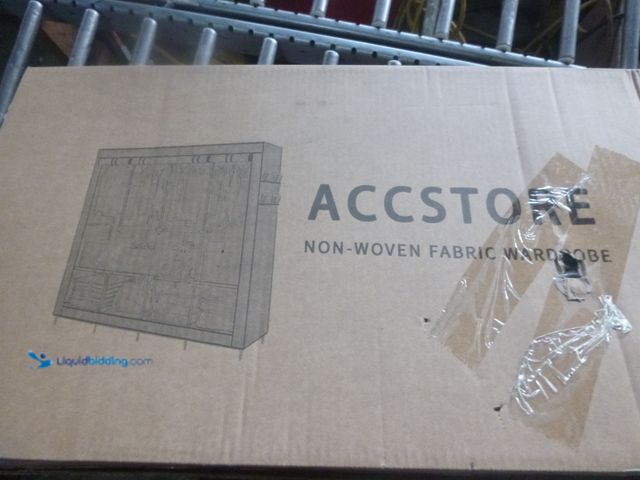 ACCSTORE
NON-WOVEN FABRIC WARDROBE
Liquidbidding.com